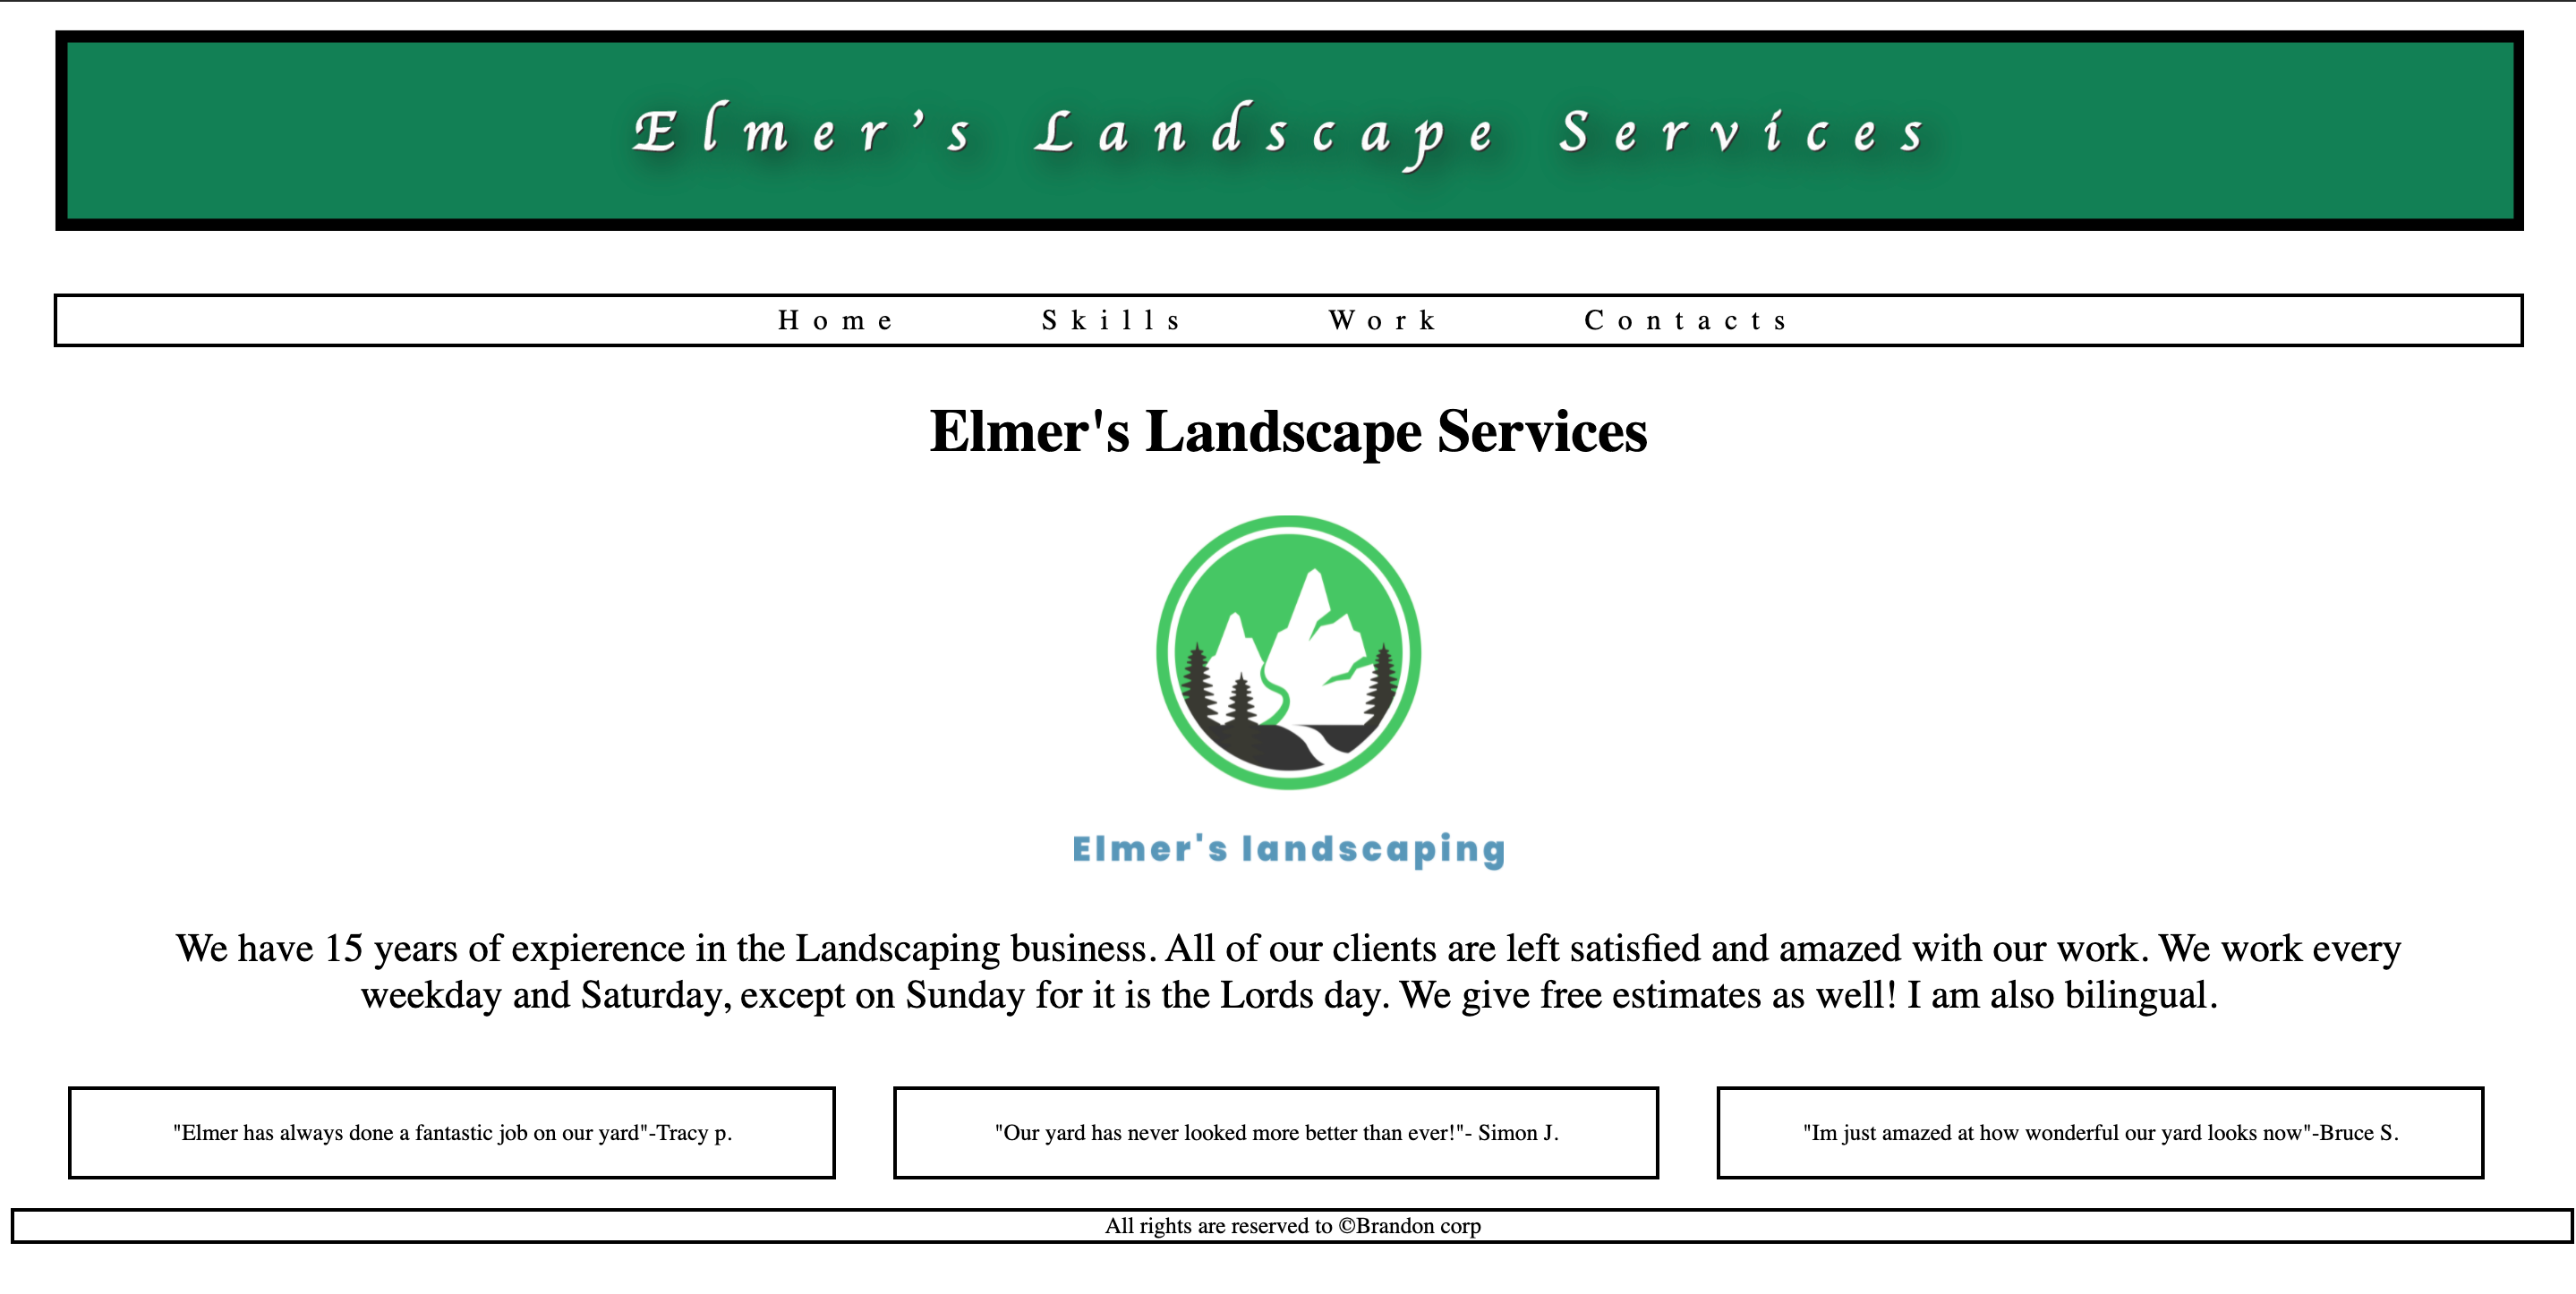 Elmer's Landscape Services
Home Skills Work Contacts
Elmer's Landscape Services
Elmer's landscaping
We have 15 years of expierence in the Landscaping business. All of our clients are left satisfied and amazed with our work. We work every
weekday and Saturday, except on Sunday for it is the Lords day. We give free estimates as well! I am also bilingual.
"Elmer has always done a fantastic job on our yard"-Tracy p.
"Our yard has never looked more better than ever!"- Simon J.
"Im just amazed at how wonderful our yard looks now"-Bruce S.
All rights are reserved to ©Brandon corp